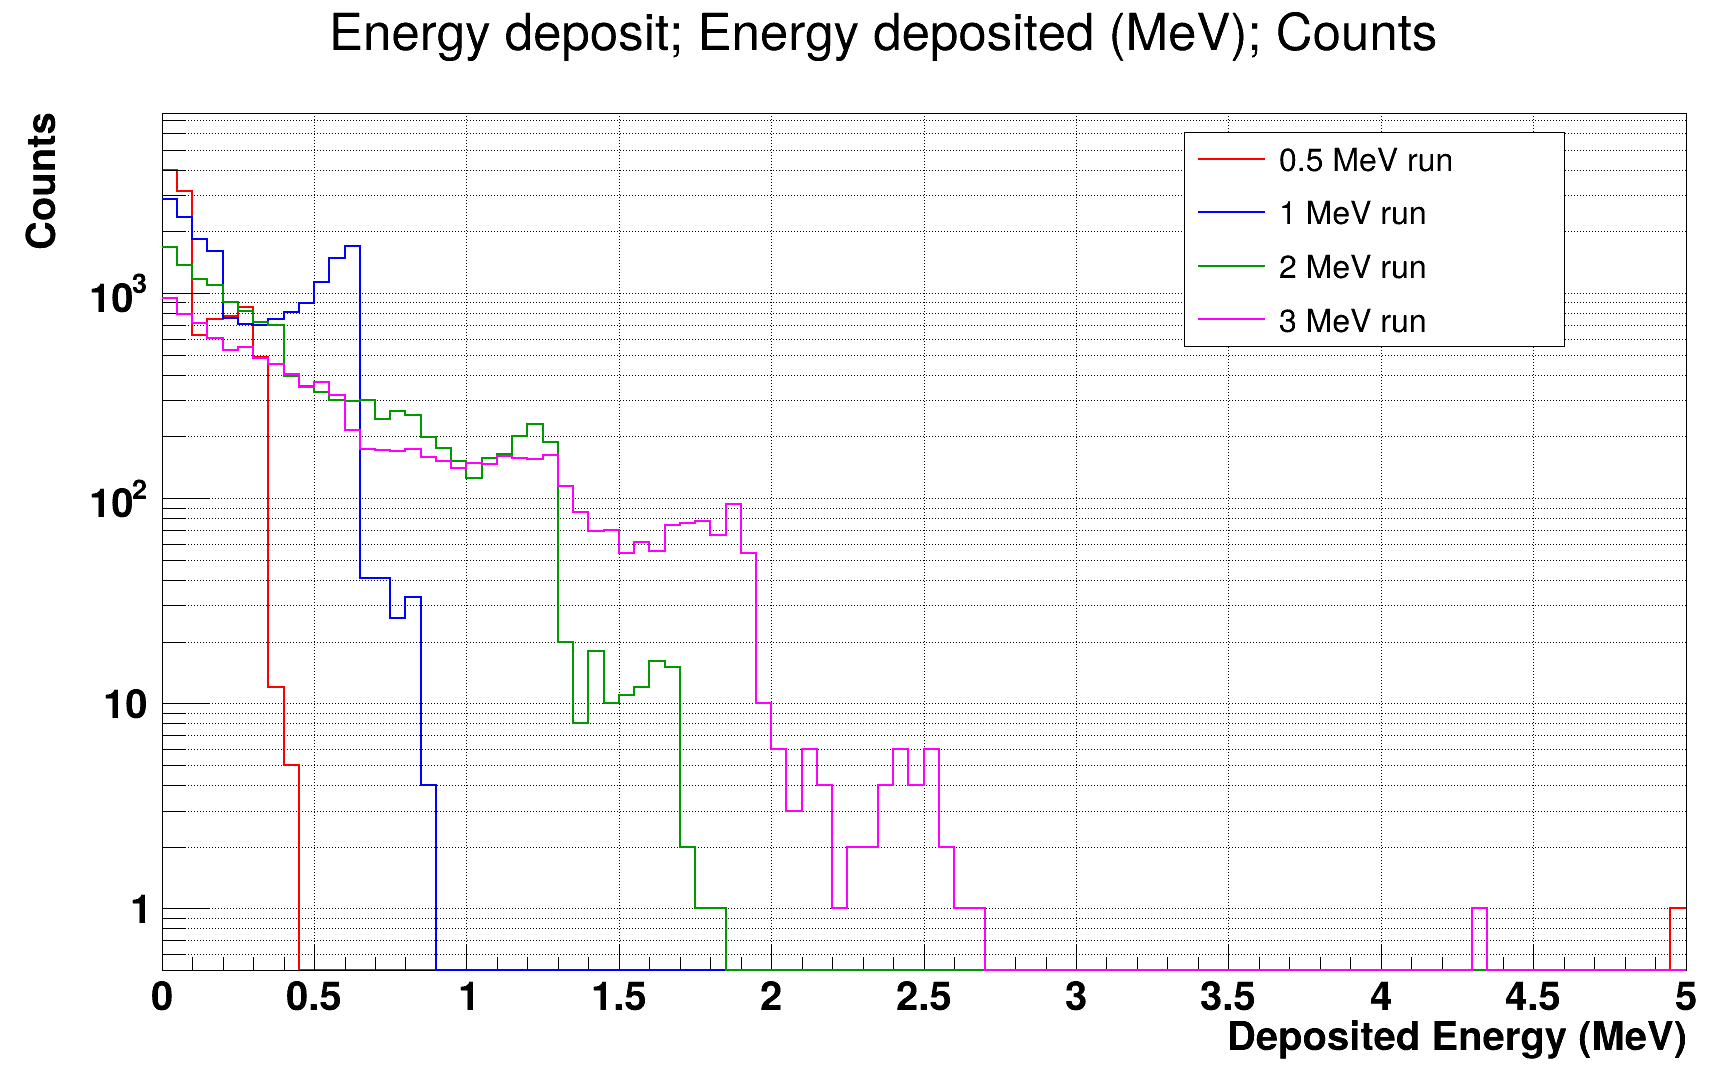 Energy deposit; Energy deposited (MeV); Counts
Counts
0.5 MeV run
1 MeV run
2 MeV run
3 MeV run
10³
10²
10
1
0 0.5 1 1.5 2 2.5 3 3.5 4 4.5 5
Deposited Energy (MeV)